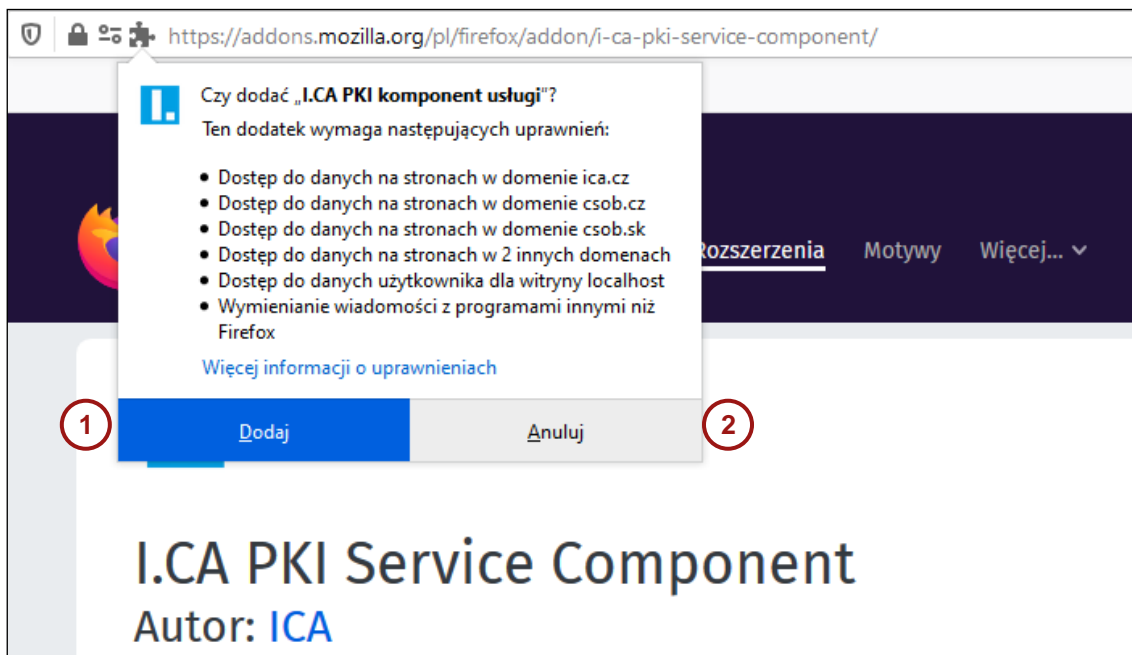 https://addons.mozilla.org/pl/firefox/addon/i-ca-pki-service-component/
I.
Czy dodać „I.CA PKI komponent usługi”?
Ten dodatek wymaga następujących uprawnień:
• Dostęp do danych na stronach w domenie ica.cz
• Dostęp do danych na stronach w domenie csob.cz
• Dostęp do danych na stronach w domenie csob.sk
• Dostęp do danych na stronach w 2 innych domenach
• Dostęp do danych użytkownika dla witryny localhost
• Wymienianie wiadomości z programami innymi niż
Firefox
Więcej informacji o uprawnieniach
Rozszerzenia Motywy Więcej...
1 Dodaj Anuluj 2
I.CA PKI Service Component
Autor: ICA